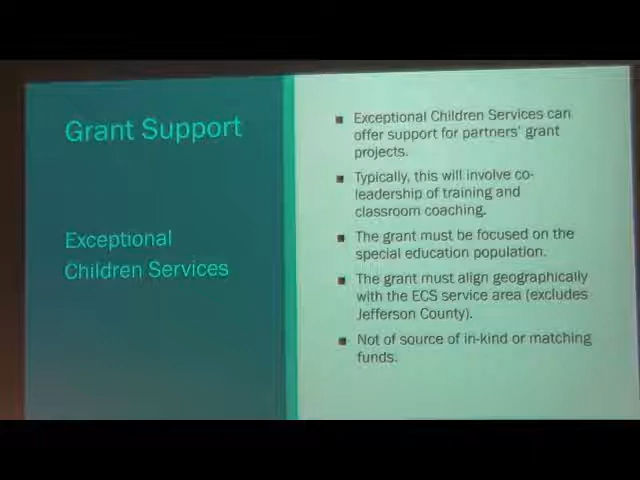 Grant Support
Exceptional
Children Services
Exceptional Children Services can
offer support for partners' grant
projects.
Typically, this will involve co-
leadership of training and
classroom coaching.
The grant must be focused on the
special education population.
The grant must align geographically
with the ECS service area (excludes
Jefferson County).
Not of source of in-kind or matching
funds.